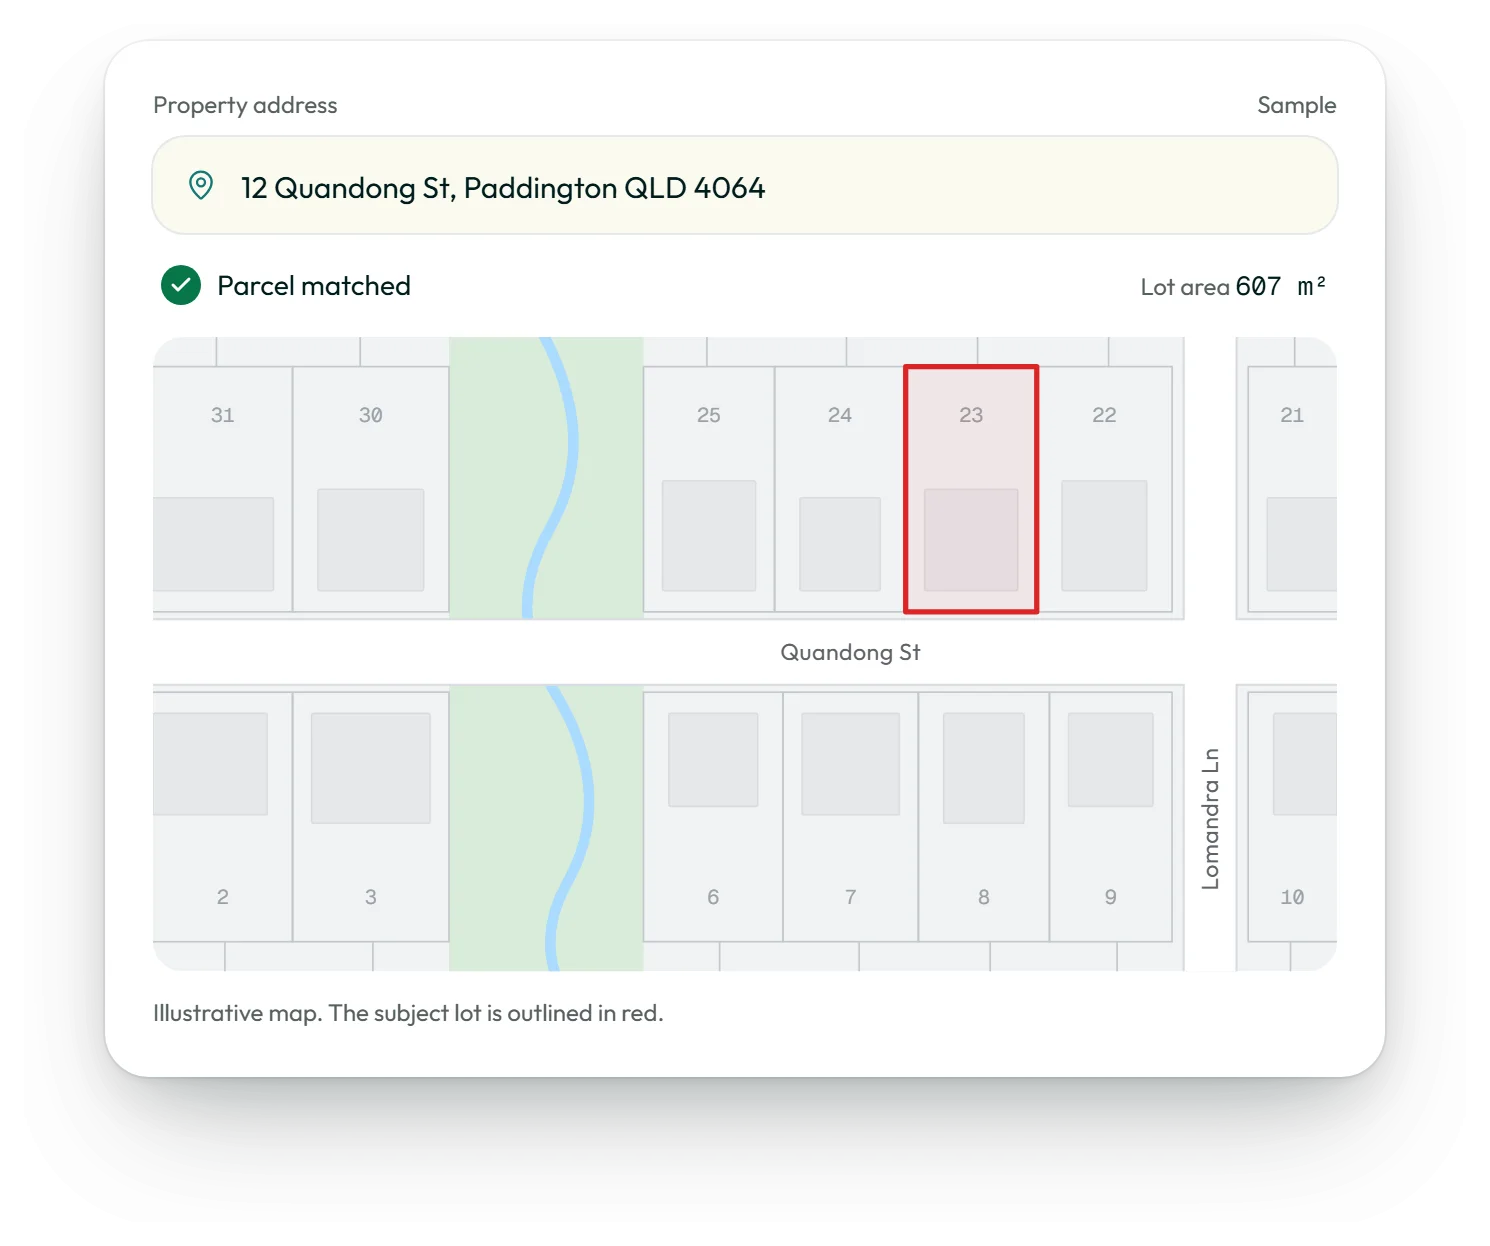 Property address
Sample
12 Quandong St, Paddington QLD 4064
Parcel matched
Lot area 607 m²
31
30
25
24
23
22
21
Quandong St
Lomandra Ln
2
3
6
7
8
9
10
Illustrative map. The subject lot is outlined in red.